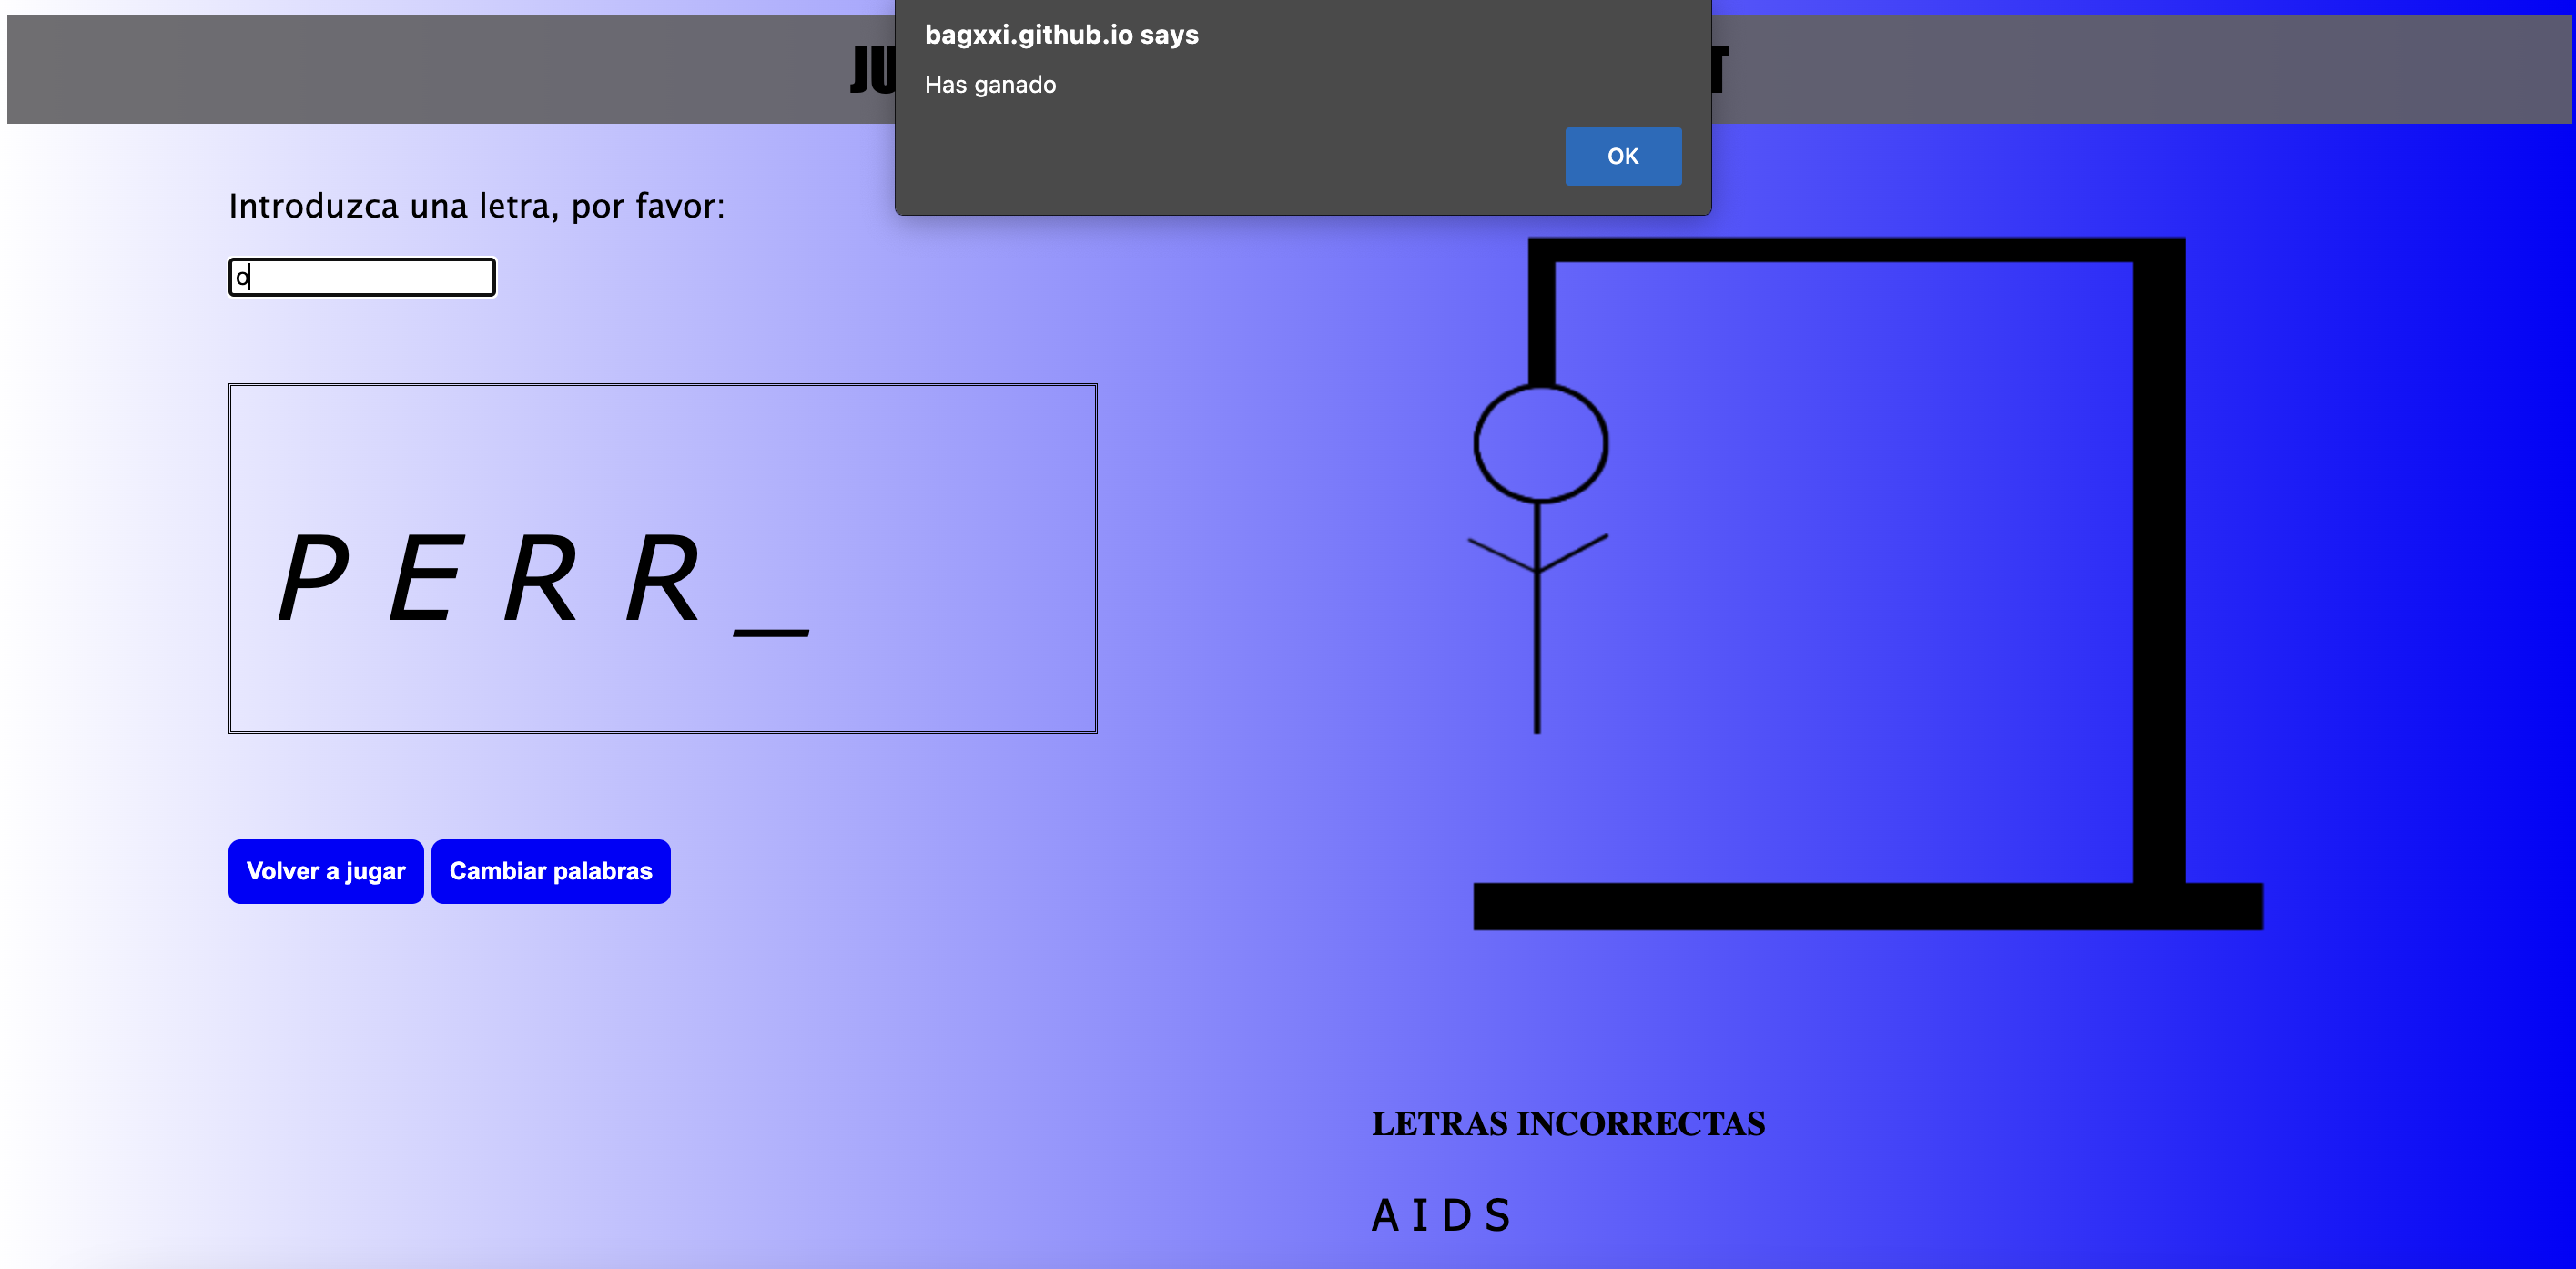 bagxxi.github.io says
Has ganado
OK
Introduzca una letra, por favor:
o
P E R R _
Volver a jugar
Cambiar palabras
LETRAS INCORRECTAS
A I D S